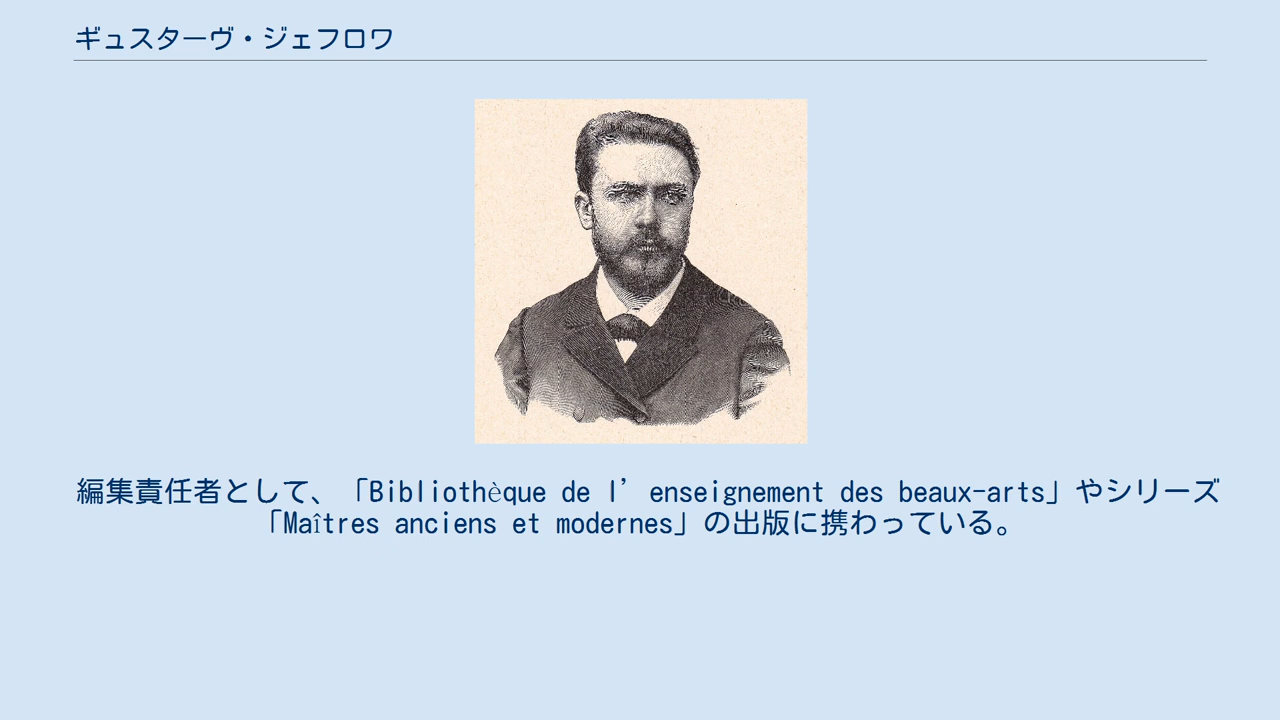 ギュスターヴ・ジェフロワ
編集責任者として、「Bibliothèque de l’enseignement des beaux-arts」やシリーズ
「Maîtres anciens et modernes」の出版に携わっている。